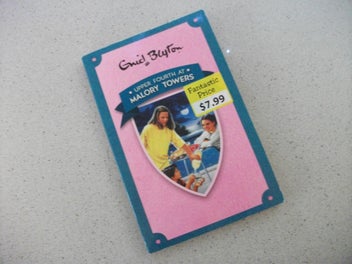 Enid Blyton
UPPER FOURTH AT
MALORY TOWERS
Fantastic
Price
$7.99